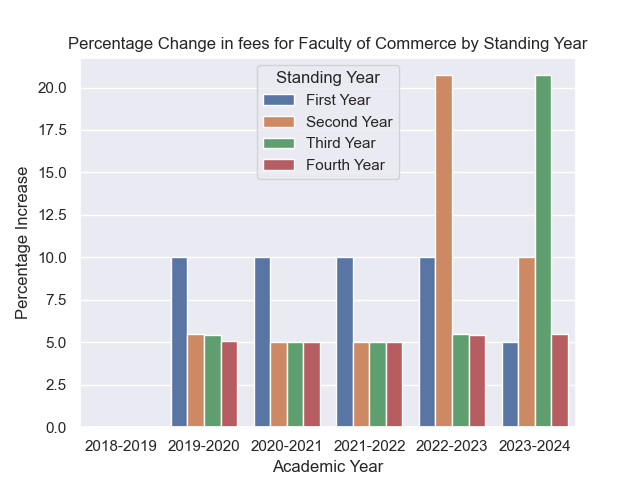 Percentage Change in fees for Faculty of Commerce by Standing Year
Standing Year
First Year
Second Year
Third Year
Fourth Year
Percentage Increase
20.0
17.5
15.0
12.5
10.0
7.5
5.0
2.5
0.0
2018-2019 2019-2020 2020-2021 2021-2022 2022-2023 2023-2024
Academic Year